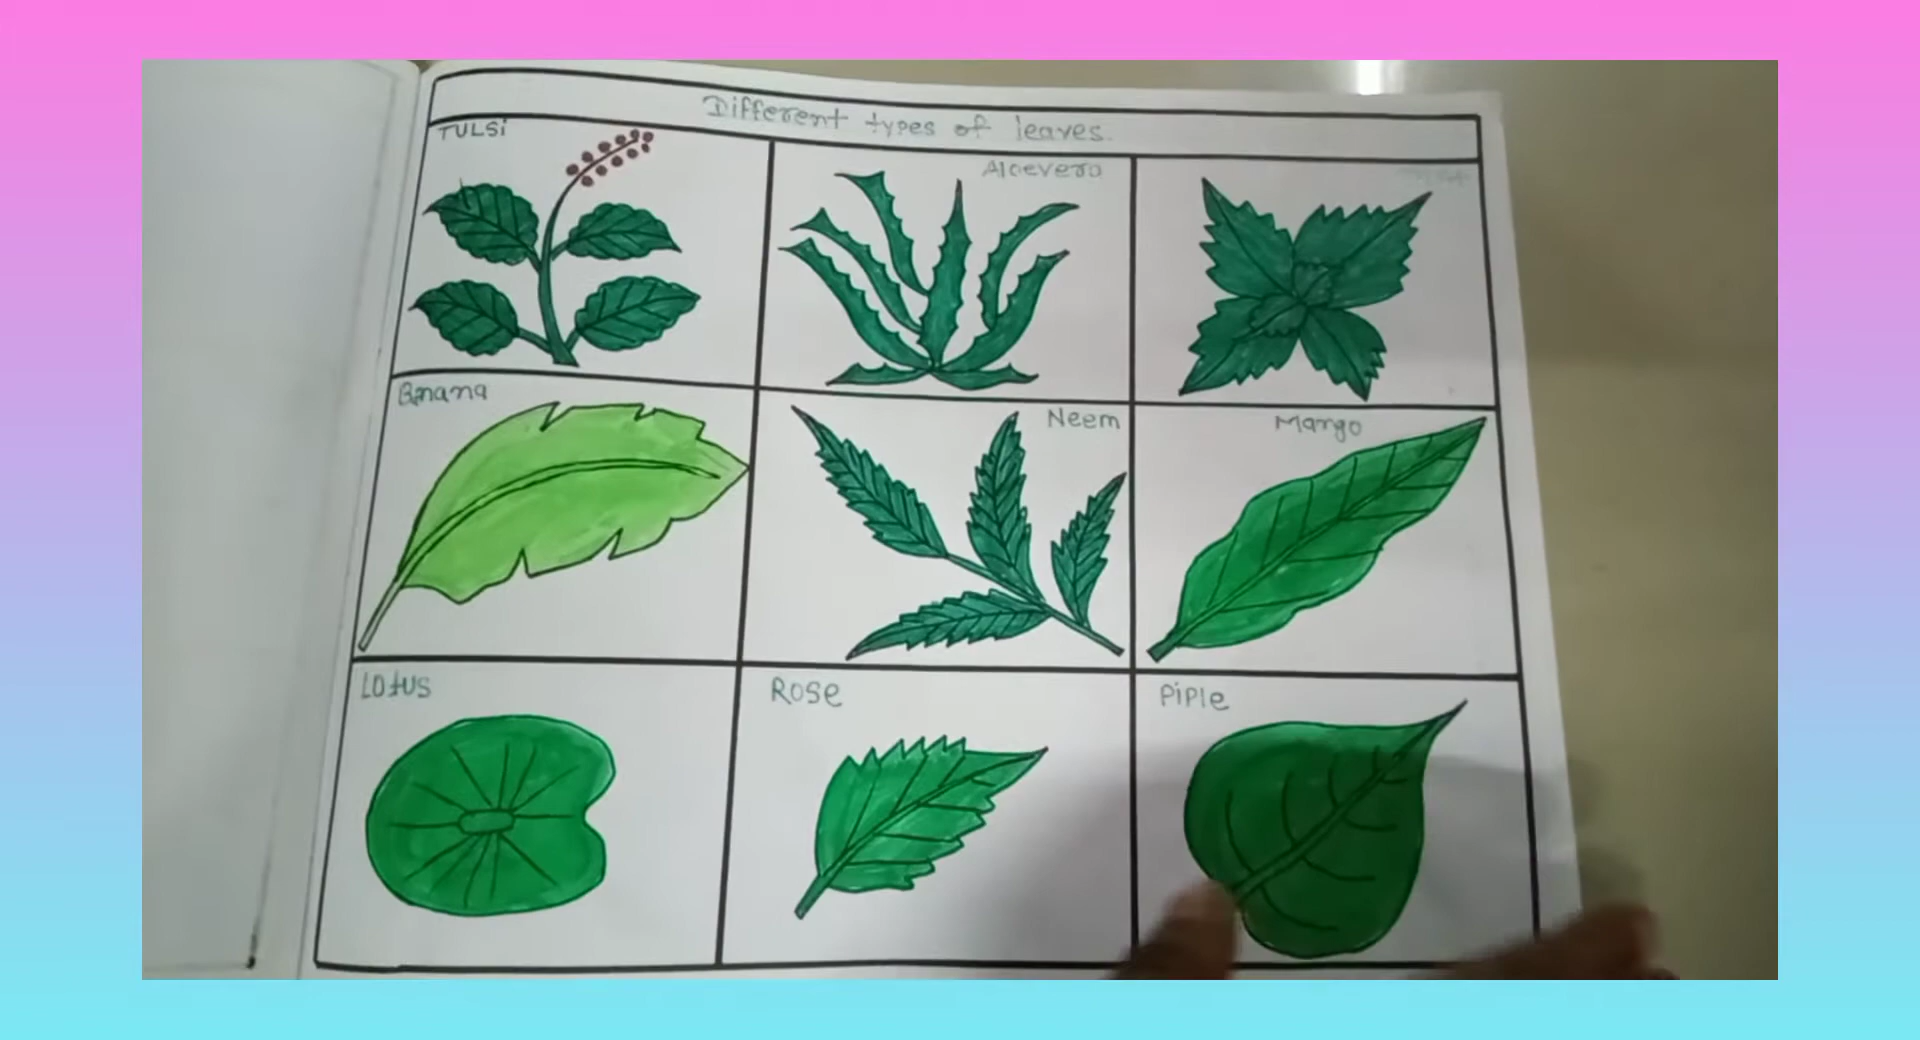 Different types of leaves.
TULSi
Aloevera
Banana
Neem
Mango
Lotus
Rose
Piple